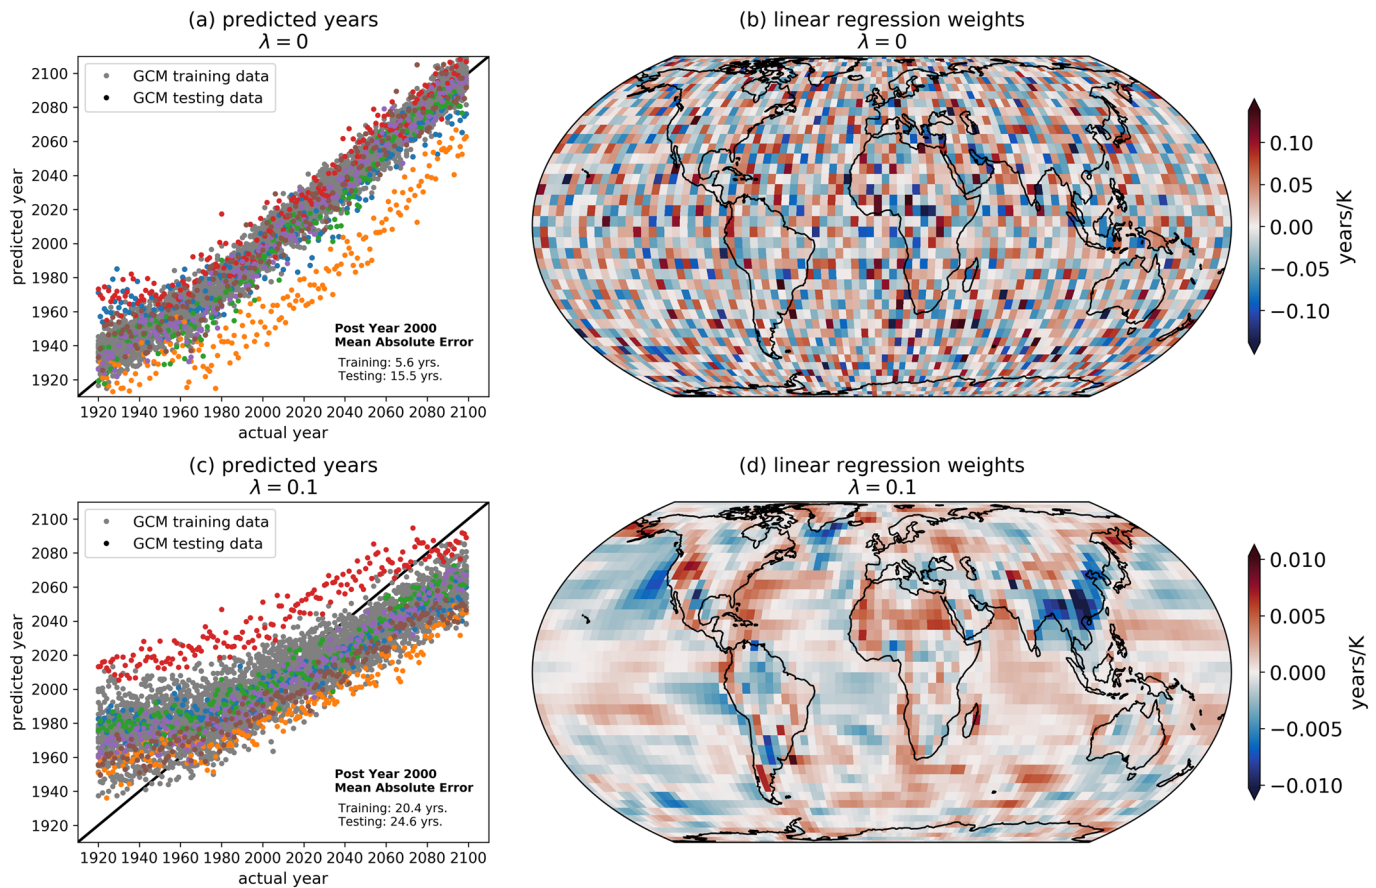 (a) predicted years
λ = 0
GCM training data
GCM testing data
2100
2080
2060
2040
2020
2000
1980
1960
1940
1920
predicted year
Post Year 2000
Mean Absolute Error
Training: 5.6 yrs.
Testing: 15.5 yrs.
1920 1940 1960 1980 2000 2020 2040 2060 2080 2100
actual year
(b) linear regression weights
λ = 0
0.10
0.05
0.00
−0.05
−0.10
years/K
(c) predicted years
λ = 0.1
GCM training data
GCM testing data
2100
2080
2060
2040
2020
2000
1980
1960
1940
1920
predicted year
Post Year 2000
Mean Absolute Error
Training: 20.4 yrs.
Testing: 24.6 yrs.
1920 1940 1960 1980 2000 2020 2040 2060 2080 2100
actual year
(d) linear regression weights
λ = 0.1
0.010
0.005
0.000
−0.005
−0.010
years/K